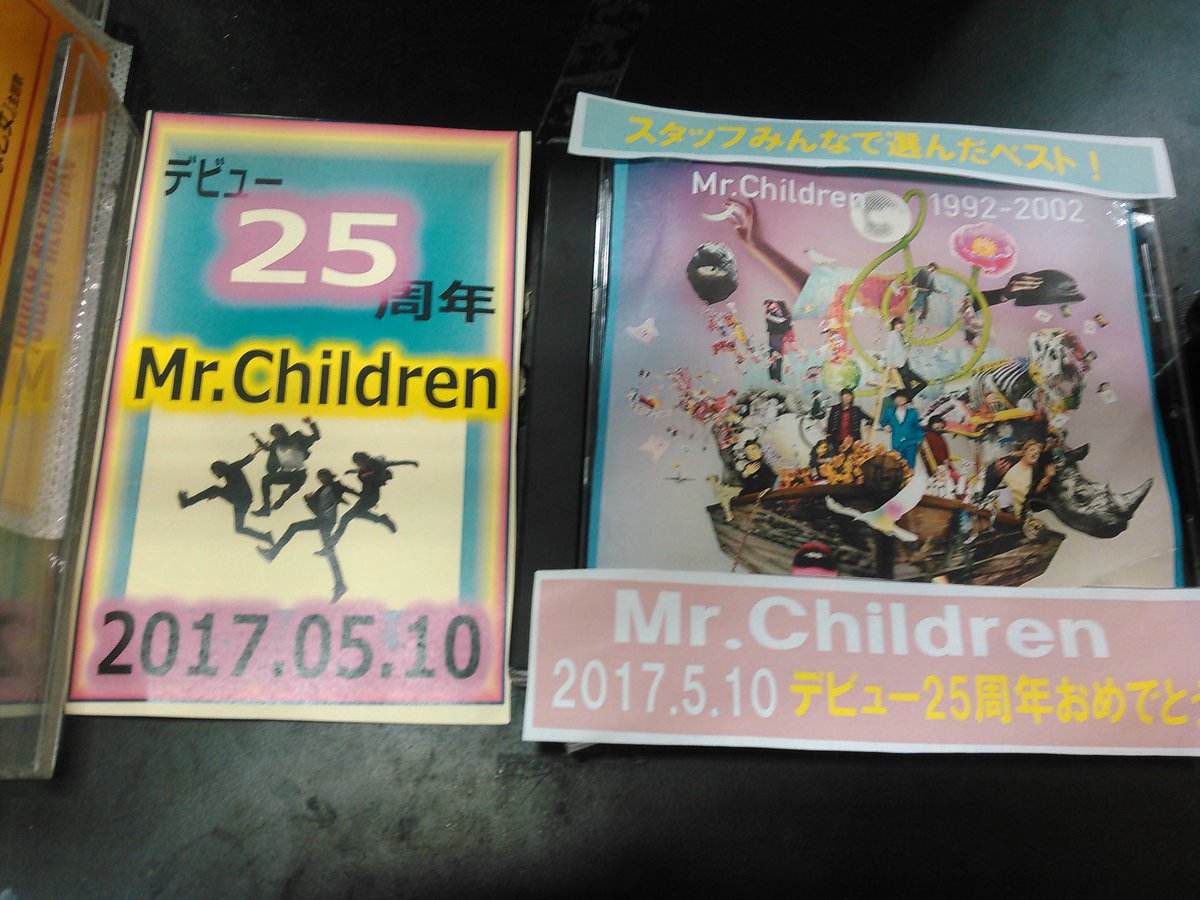 デビュー
25
周年
Mr.Children
2017.05.10
スタッフみんなで選んだベスト！
Mr.Children 1992-2002
Mr.Children
2017.5.10 デビュー25周年おめでと